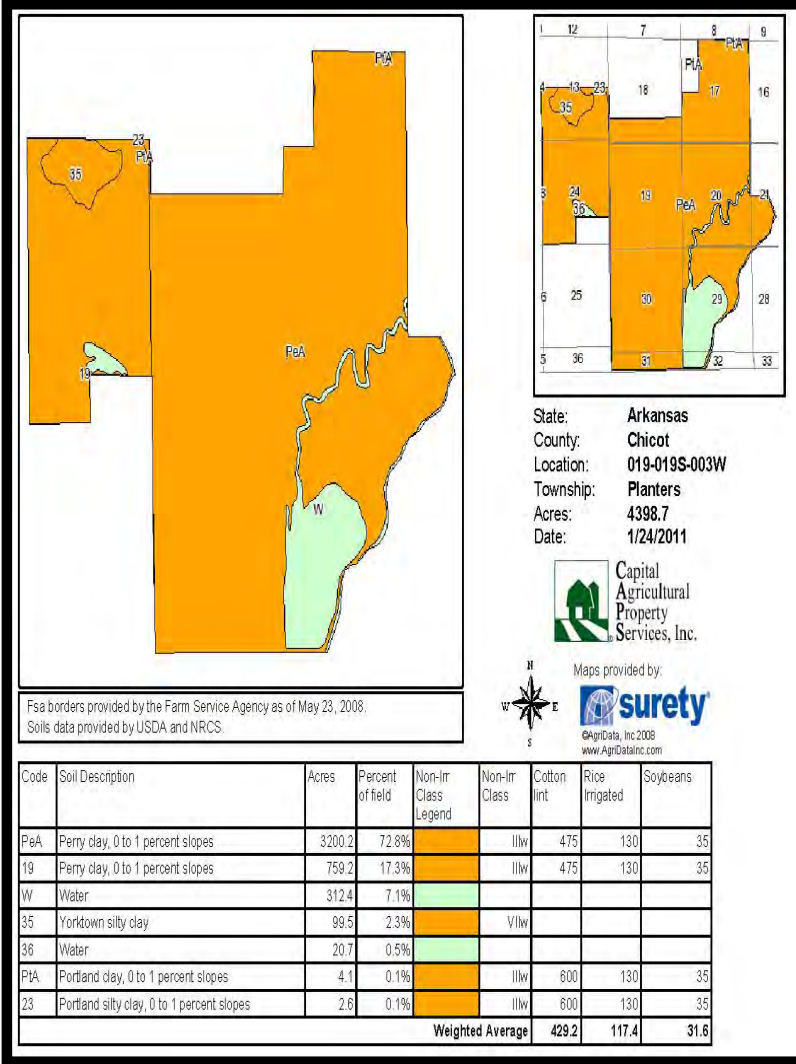 PtA
23
PtA
35
PeA
19
W
1 12 7 8 9
PtA
PtA
4 13 23 18 17 16
35
3 24 19 PeA 20 21
36
6 25 30 29 28
5 36 31 32 33
State: Arkansas
County: Chicot
Location: 019-019S-003W
Township: Planters
Acres: 4398.7
Date: 1/24/2011
Capital
Agricultural
Property
Services, Inc.
N
W E
S
Maps provided by:
surety
©AgriData, Inc 2008
www.AgriDataInc.com
Fsa borders provided by the Farm Service Agency as of May 23, 2008.
Soils data provided by USDA and NRCS.
Code Soil Description Acres Percent of field Non-Irr Class Legend Non-Irr Class Cotton lint Rice Irrigated Soybeans
PeA Perry clay, 0 to 1 percent slopes 3200.2 72.8% IIIw 475 130 35
19 Perry clay, 0 to 1 percent slopes 759.2 17.3% IIIw 475 130 35
W Water 312.4 7.1%
35 Yorktown silty clay 99.5 2.3% VIIw
36 Water 20.7 0.5%
PtA Portland clay, 0 to 1 percent slopes 4.1 0.1% IIIw 600 130 35
23 Portland silty clay, 0 to 1 percent slopes 2.6 0.1% IIIw 600 130 35
Weighted Average 429.2 117.4 31.6